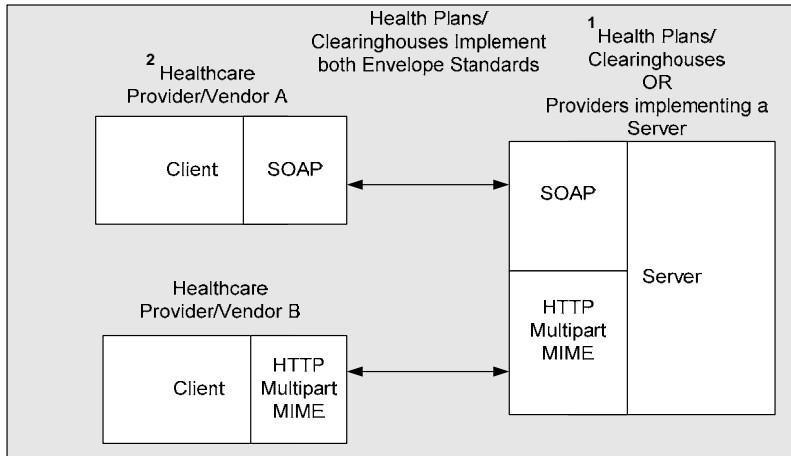 Health Plans/
Clearinghouses Implement
both Envelope Standards
1 Health Plans/
Clearinghouses
OR
Providers implementing a
Server
2 Healthcare
Provider/Vendor A
Client
SOAP
SOAP
Server
HTTP
Multipart
MIME
Healthcare
Provider/Vendor B
Client
HTTP
Multipart
MIME